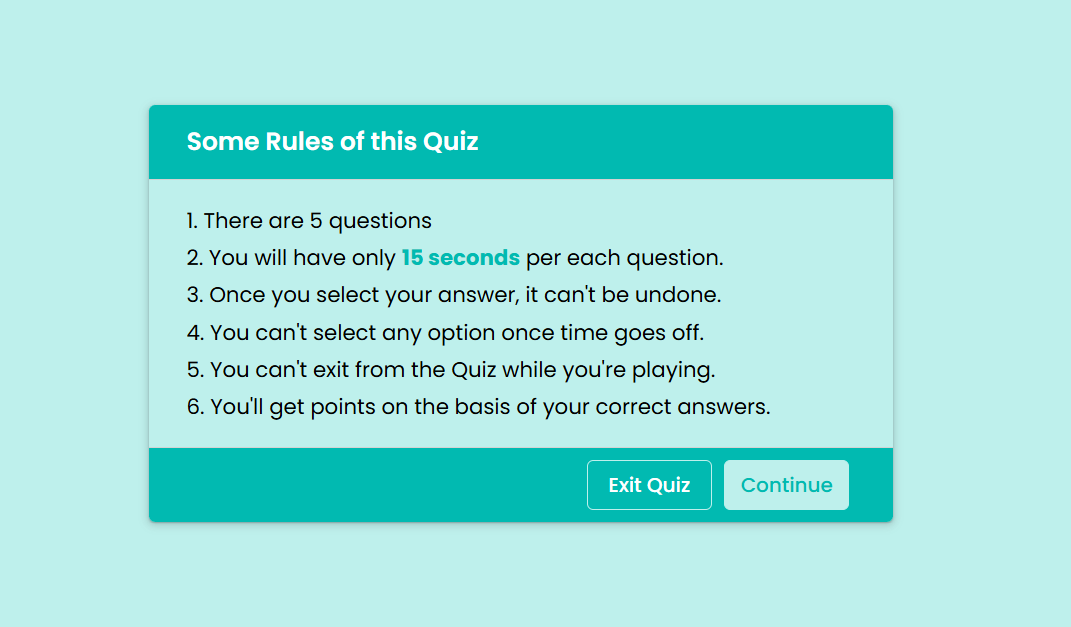 Some Rules of this Quiz
1. There are 5 questions
2. You will have only 15 seconds per each question.
3. Once you select your answer, it can't be undone.
4. You can't select any option once time goes off.
5. You can't exit from the Quiz while you're playing.
6. You'll get points on the basis of your correct answers.
Exit Quiz Continue